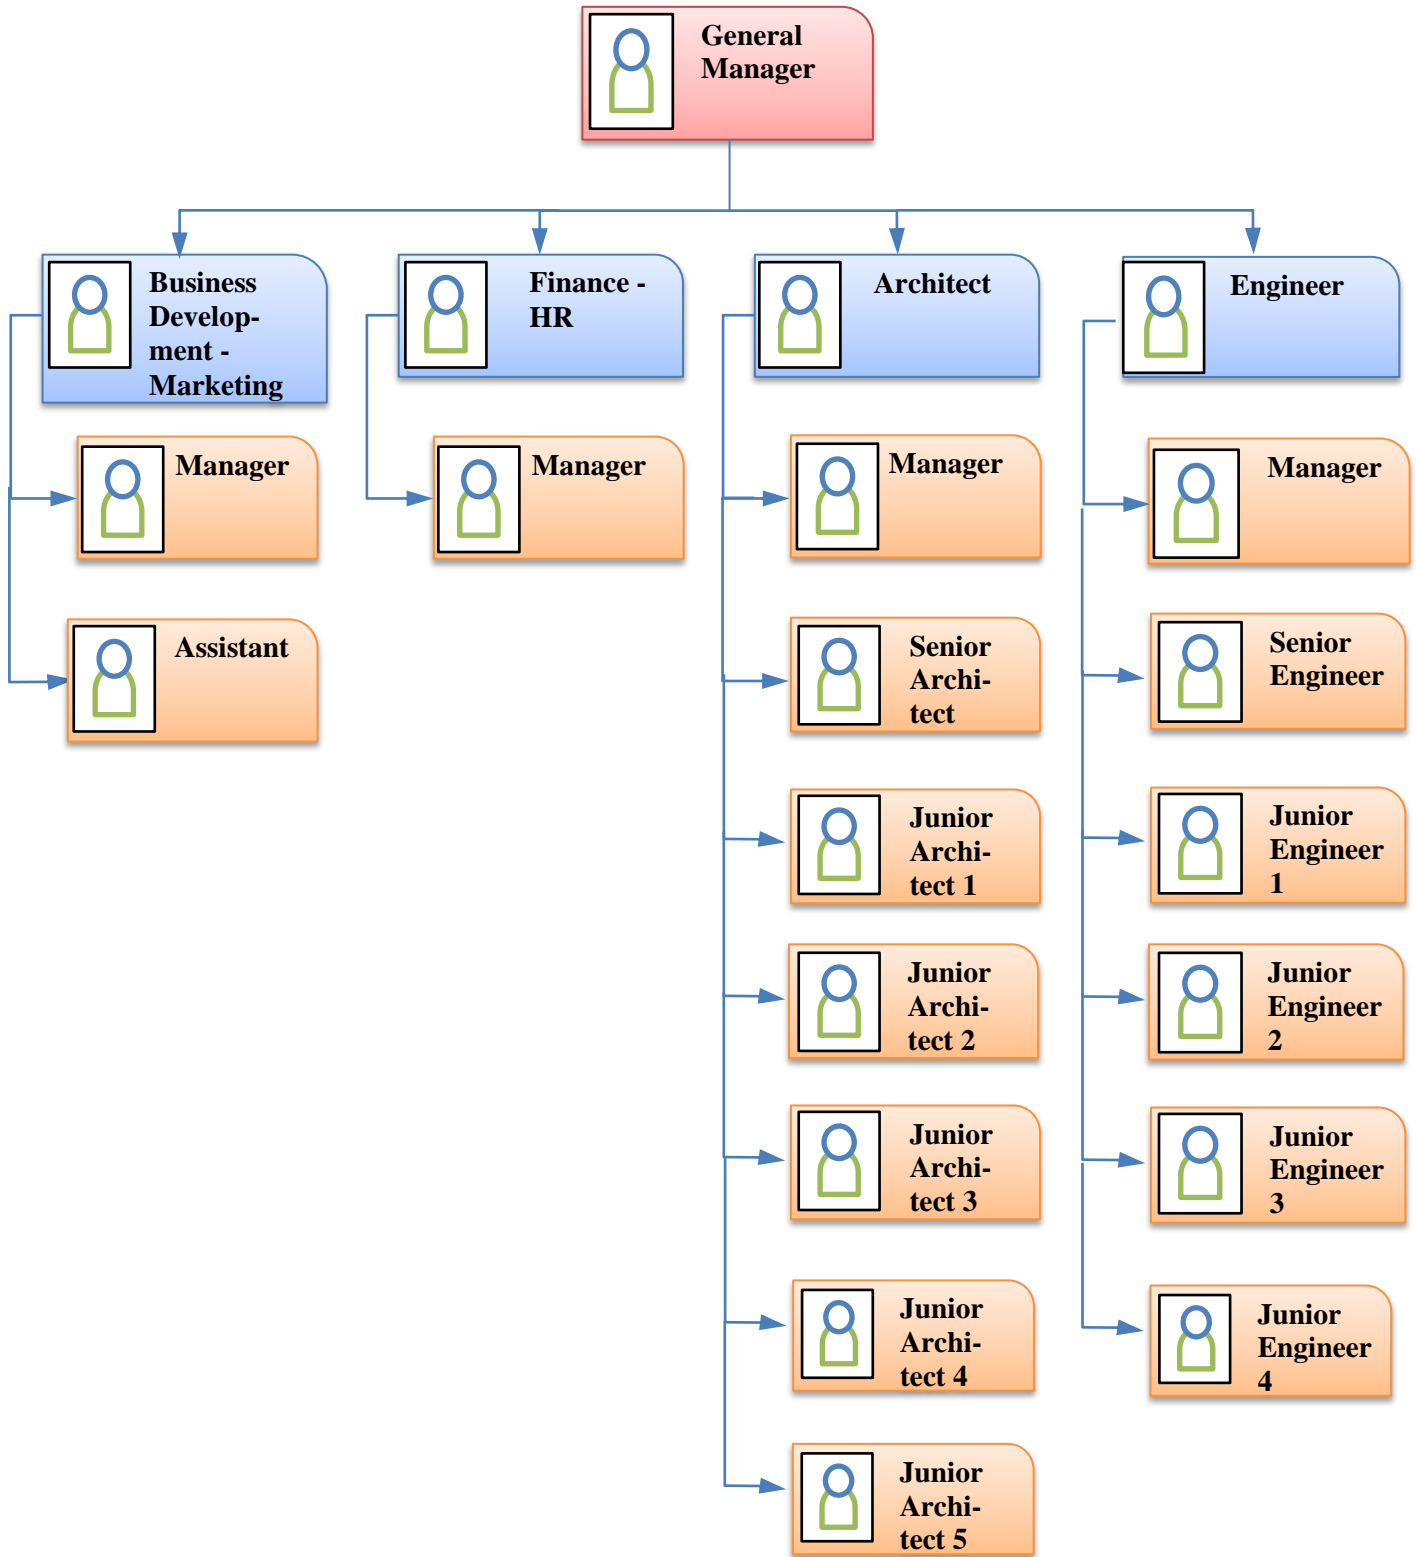 General
Manager
Business
Develop-
ment -
Marketing
Finance -
HR
Architect
Engineer
Manager
Manager
Manager
Manager
Assistant
Senior
Archi-
tect
Senior
Engineer
Junior
Archi-
tect 1
Junior
Engineer
1
Junior
Archi-
tect 2
Junior
Engineer
2
Junior
Archi-
tect 3
Junior
Engineer
3
Junior
Archi-
tect 4
Junior
Engineer
4
Junior
Archi-
tect 5